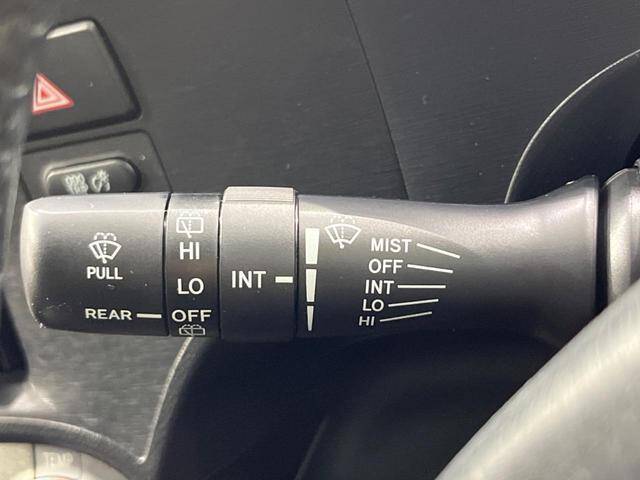 PULL
REAR
HI
LO
OFF
INT
MIST
OFF
INT
LO
HI